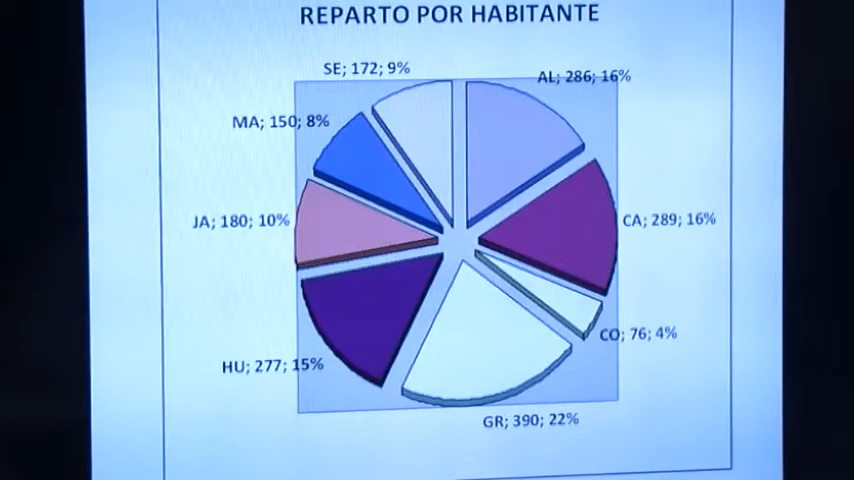 REPARTO POR HABITANTE
SE; 172; 9%
AL; 286; 16%
MA; 150; 8%
JA; 180; 10%
CA; 289; 16%
CO; 76; 4%
HU; 277; 15%
GR; 390; 22%